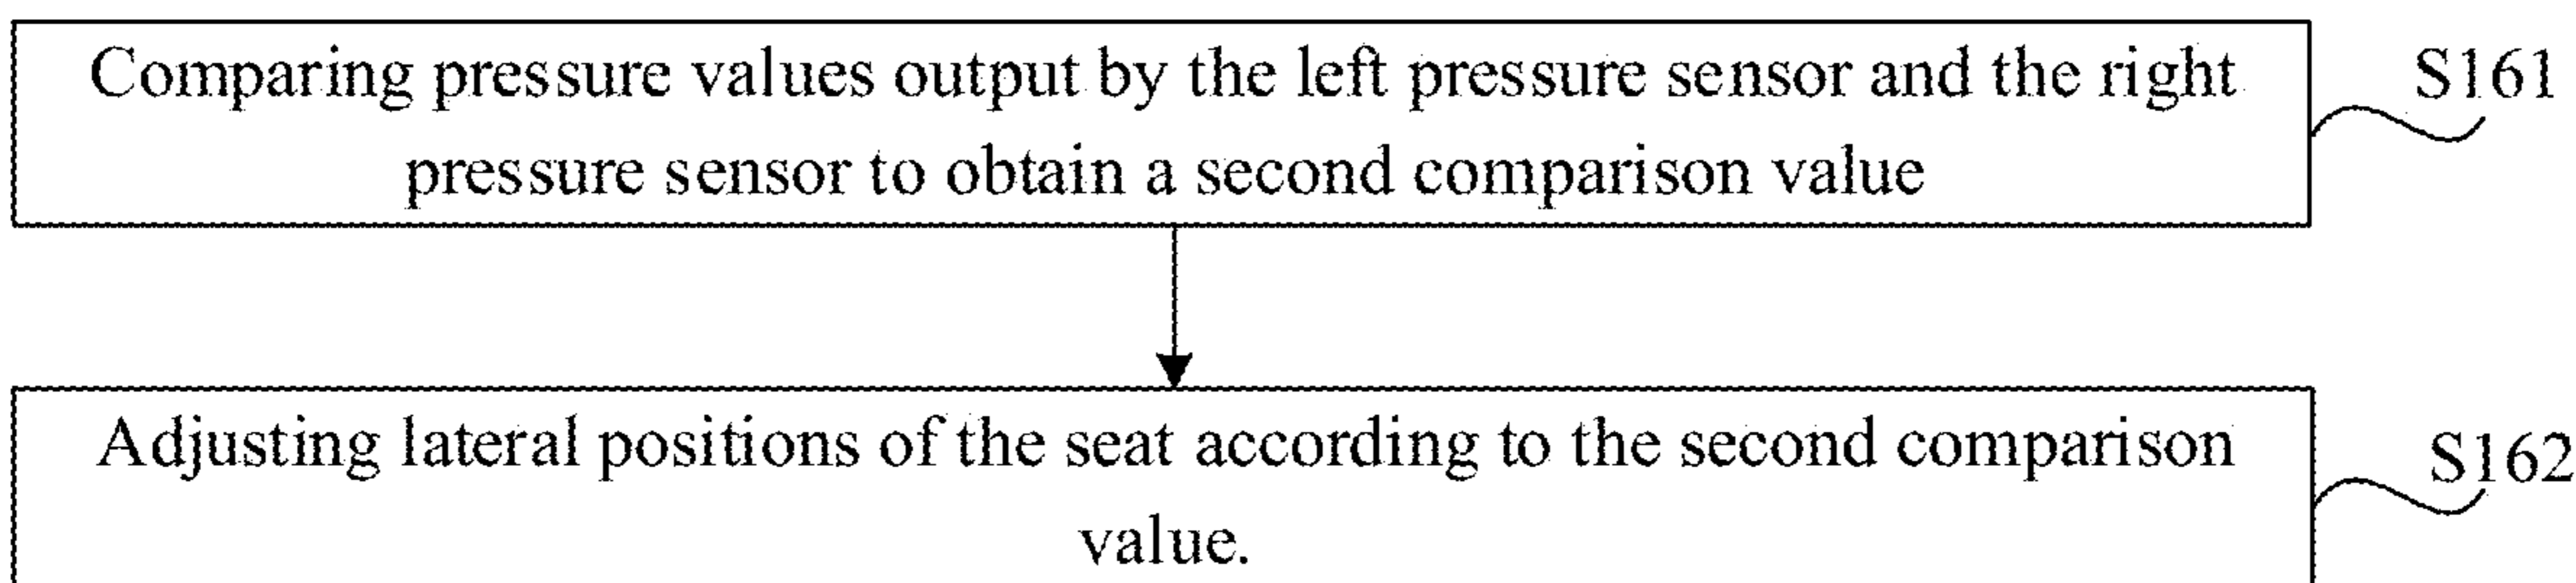 Comparing pressure values output by the left pressure sensor and the right
pressure sensor to obtain a second comparison value
S161
Adjusting lateral positions of the seat according to the second comparison
value.
S162